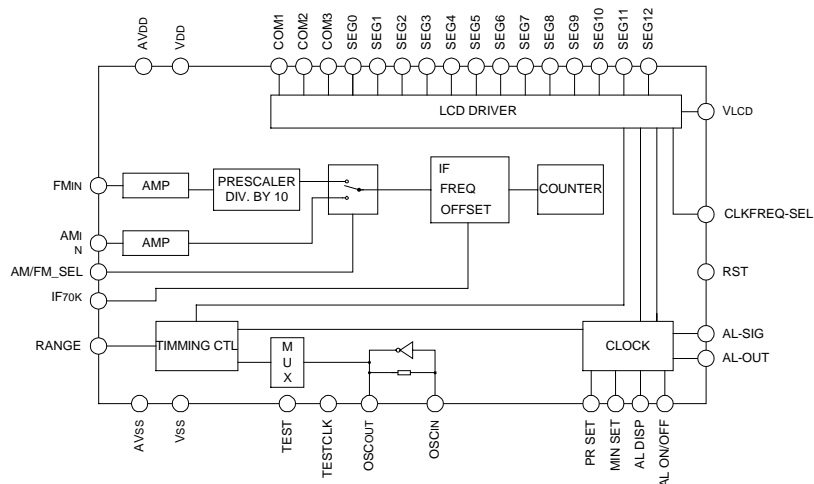 AVDD
VDD
COM1
COM2
COM3
SEG0
SEG1
SEG2
SEG3
SEG4
SEG5
SEG6
SEG7
SEG8
SEG9
SEG10
SEG11
SEG12
LCD DRIVER
VLCD
FMIN
AMP
PRESCALER
DIV. BY 10
IF
FREQ
OFFSET
COUNTER
CLKFREQ-SEL
AMI
N
AMP
AM/FM_SEL
RST
IF70K
RANGE
TIMMING CTL
M
U
X
CLOCK
AL-SIG
AL-OUT
AVSS
VSS
TEST
TESTCLK
OSCOUT
OSCIN
PR SET
MIN SET
AL DISP
AL ON/OFF